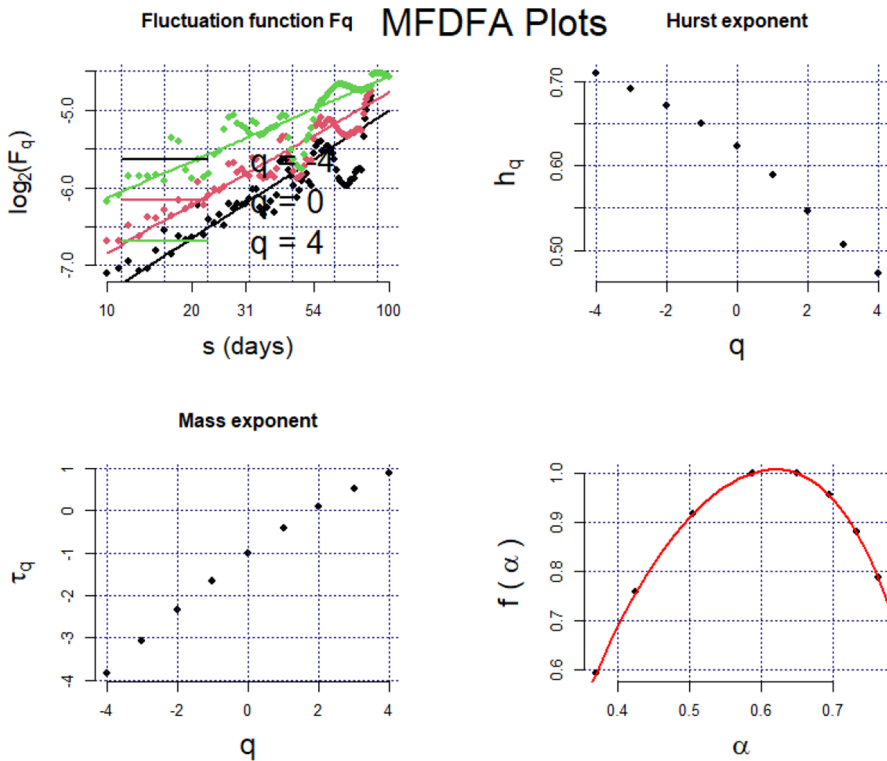 MFDFA Plots
Fluctuation function Fq
log2(Fq)
-5.0
-6.0
-7.0
q = -4
q = 0
q = 4
10 20 31 54 100
s (days)
Hurst exponent
hq
0.70
0.60
0.50
-4 -2 0 2 4
q
Mass exponent
τq
1
0
-1
-2
-3
-4
-4 -2 0 2 4
q
f ( α )
1.0
0.9
0.8
0.7
0.6
0.4 0.5 0.6 0.7
α